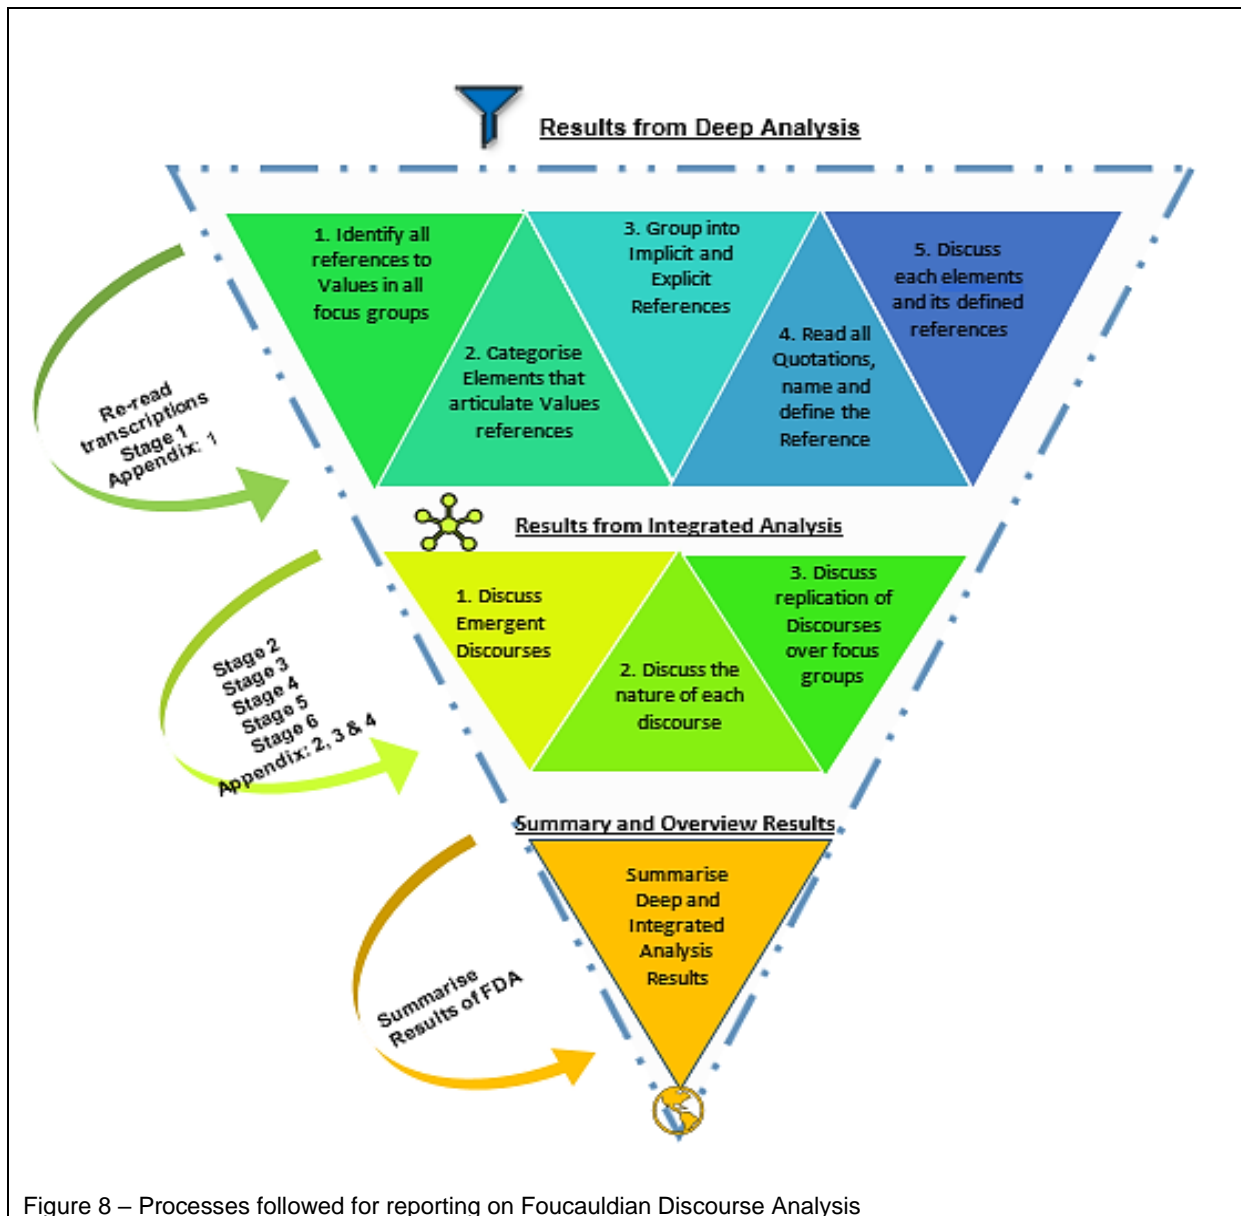 Results from Deep Analysis
1. Identify all
references to
Values in all
focus groups
2. Categorise
Elements that
articulate Values
references
3. Group into
Implicit and
Explicit
References
4. Read all
Quotations,
name and
define the
Reference
5. Discuss
each elements
and its defined
references
Re-read
transcriptions
Stage 1
Appendix: 1
Results from Integrated Analysis
1. Discuss
Emergent
Discourses
2. Discuss the
nature of each
discourse
3. Discuss
replication of
Discourses
over focus
groups
Stage 2
Stage 3
Stage 4
Stage 5
Stage 6
Appendix: 2, 3 & 4
Summary and Overview Results
Summarise
Deep and
Integrated
Analysis
Results
Summarise
Results of FDA
Figure 8 – Processes followed for reporting on Foucauldian Discourse Analysis